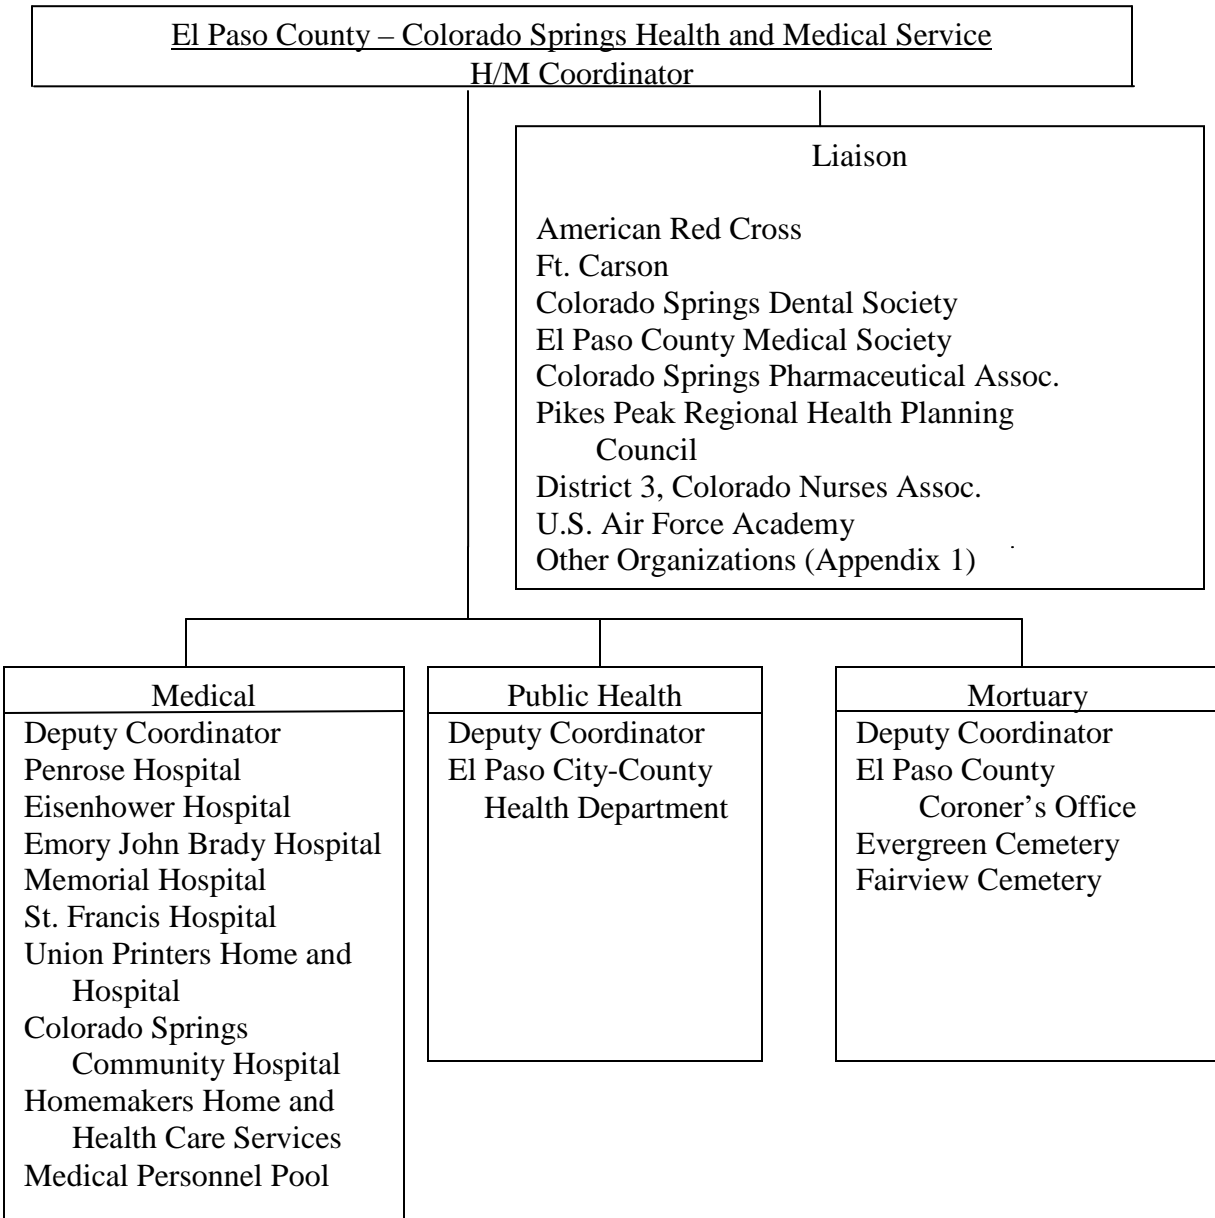 El Paso County – Colorado Springs Health and Medical Service
H/M Coordinator
Liaison
American Red Cross
Ft. Carson
Colorado Springs Dental Society
El Paso County Medical Society
Colorado Springs Pharmaceutical Assoc.
Pikes Peak Regional Health Planning
Council
District 3, Colorado Nurses Assoc.
U.S. Air Force Academy
Other Organizations (Appendix 1)
Medical
Deputy Coordinator
Penrose Hospital
Eisenhower Hospital
Emory John Brady Hospital
Memorial Hospital
St. Francis Hospital
Union Printers Home and
Hospital
Colorado Springs
Community Hospital
Homemakers Home and
Health Care Services
Medical Personnel Pool
Public Health
Deputy Coordinator
El Paso City-County
Health Department
Mortuary
Deputy Coordinator
El Paso County
Coroner’s Office
Evergreen Cemetery
Fairview Cemetery